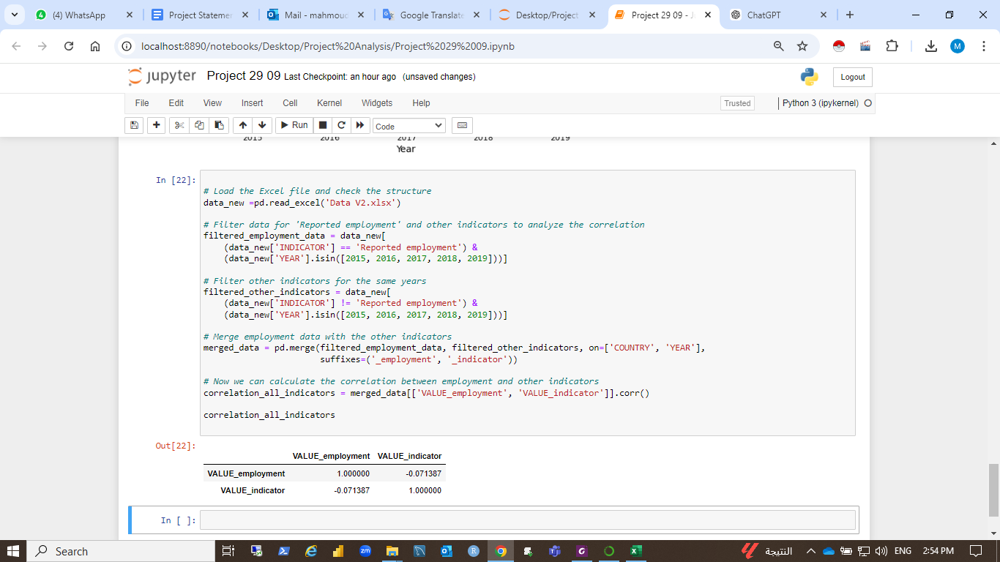 (4) WhatsApp
Project Statemen
Mail - mahmoud
Google Translate
Desktop/Project
Project 29 09 - J
ChatGPT
localhost:8890/notebooks/Desktop/Project%20Analysis/Project%2029%2009.ipynb
M
jupyter Project 29 09 Last Checkpoint: an hour ago (unsaved changes)
Logout
File Edit View Insert Cell Kernel Widgets Help
Trusted
Python 3 (ipykernel)
Run
Code
2015 2016 2017 2018 2019
Year
In [22]:
# Load the Excel file and check the structure
data_new =pd.read_excel('Data V2.xlsx')
# Filter data for 'Reported employment' and other indicators to analyze the correlation
filtered_employment_data = data_new[
(data_new['INDICATOR'] == 'Reported employment') &
(data_new['YEAR'].isin([2015, 2016, 2017, 2018, 2019]))]
# Filter other indicators for the same years
filtered_other_indicators = data_new[
(data_new['INDICATOR'] != 'Reported employment') &
(data_new['YEAR'].isin([2015, 2016, 2017, 2018, 2019]))]
# Merge employment data with the other indicators
merged_data = pd.merge(filtered_employment_data, filtered_other_indicators, on=['COUNTRY', 'YEAR'],
suffixes=('_employment', '_indicator'))
# Now we can calculate the correlation between employment and other indicators
correlation_all_indicators = merged_data[['VALUE_employment', 'VALUE_indicator']].corr()
correlation_all_indicators
Out[22]:
VALUE_employment VALUE_indicator
VALUE_employment 1.000000 -0.071387
VALUE_indicator -0.071387 1.000000
In [ ]:
Search
zm
R
النتيجة
ENG
2:54 PM